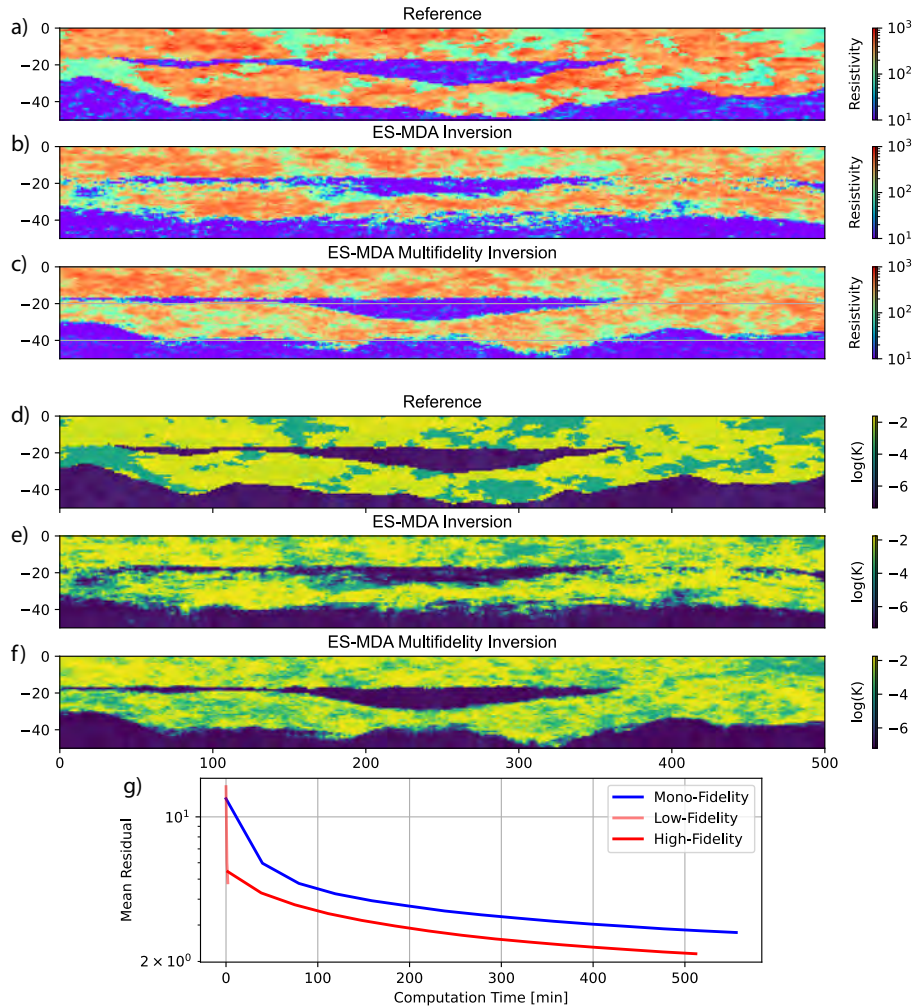 a)
Reference
0
−20
−40
10³
10²
10¹
Resistivity
b)
ES-MDA Inversion
0
−20
−40
10³
10²
10¹
Resistivity
c)
ES-MDA Multifidelity Inversion
0
−20
−40
10³
10²
10¹
Resistivity
d)
Reference
0
−20
−40
−2
−4
−6
log(K)
e)
ES-MDA Inversion
0
−20
−40
−2
−4
−6
log(K)
f)
ES-MDA Multifidelity Inversion
0
−20
−40
−2
−4
−6
log(K)
0 100 200 300 400 500
g)
Mono-Fidelity
Low-Fidelity
High-Fidelity
10¹
2 × 10⁰
Mean Residual
0 100 200 300 400 500
Computation Time [min]